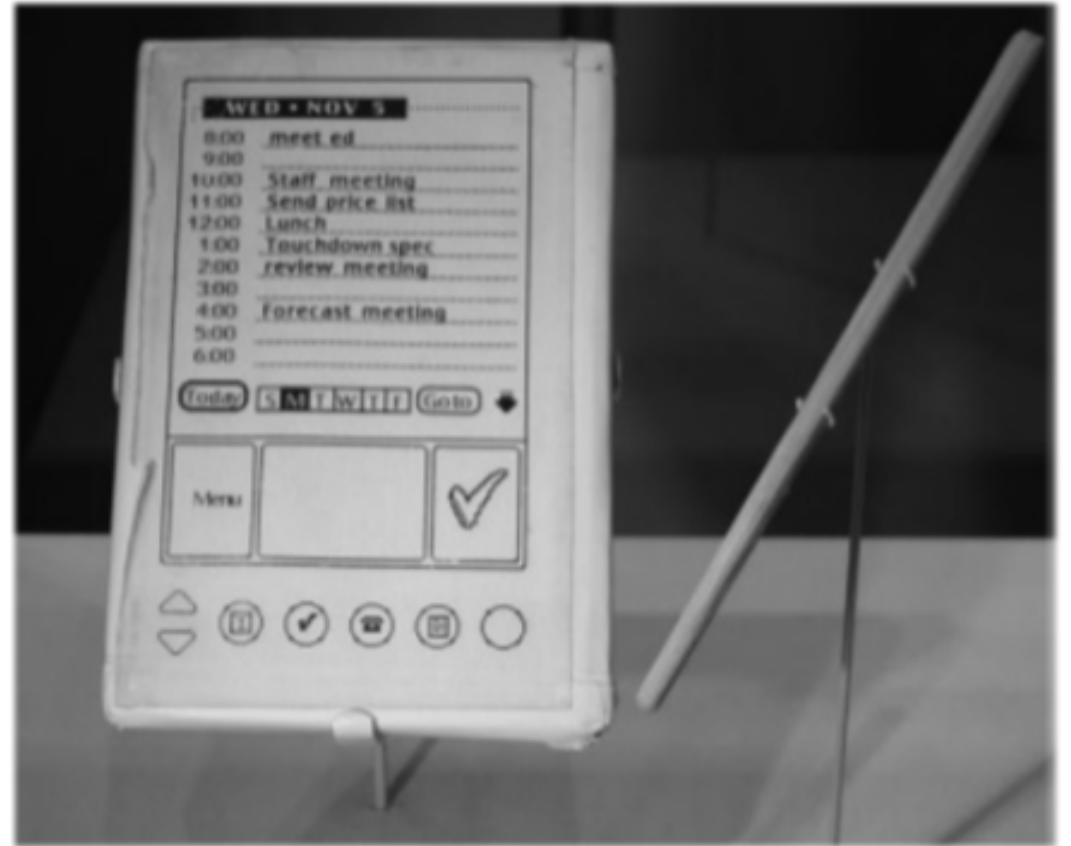 WED • NOV 5
8:00 meet ed
9:00
10:00 Staff meeting
11:00 Send price list
12:00 Lunch
1:00 Touchdown spec
2:00 review meeting
3:00
4:00 Forecast meeting
5:00
6:00
Today S M T W T F Go to
Menu